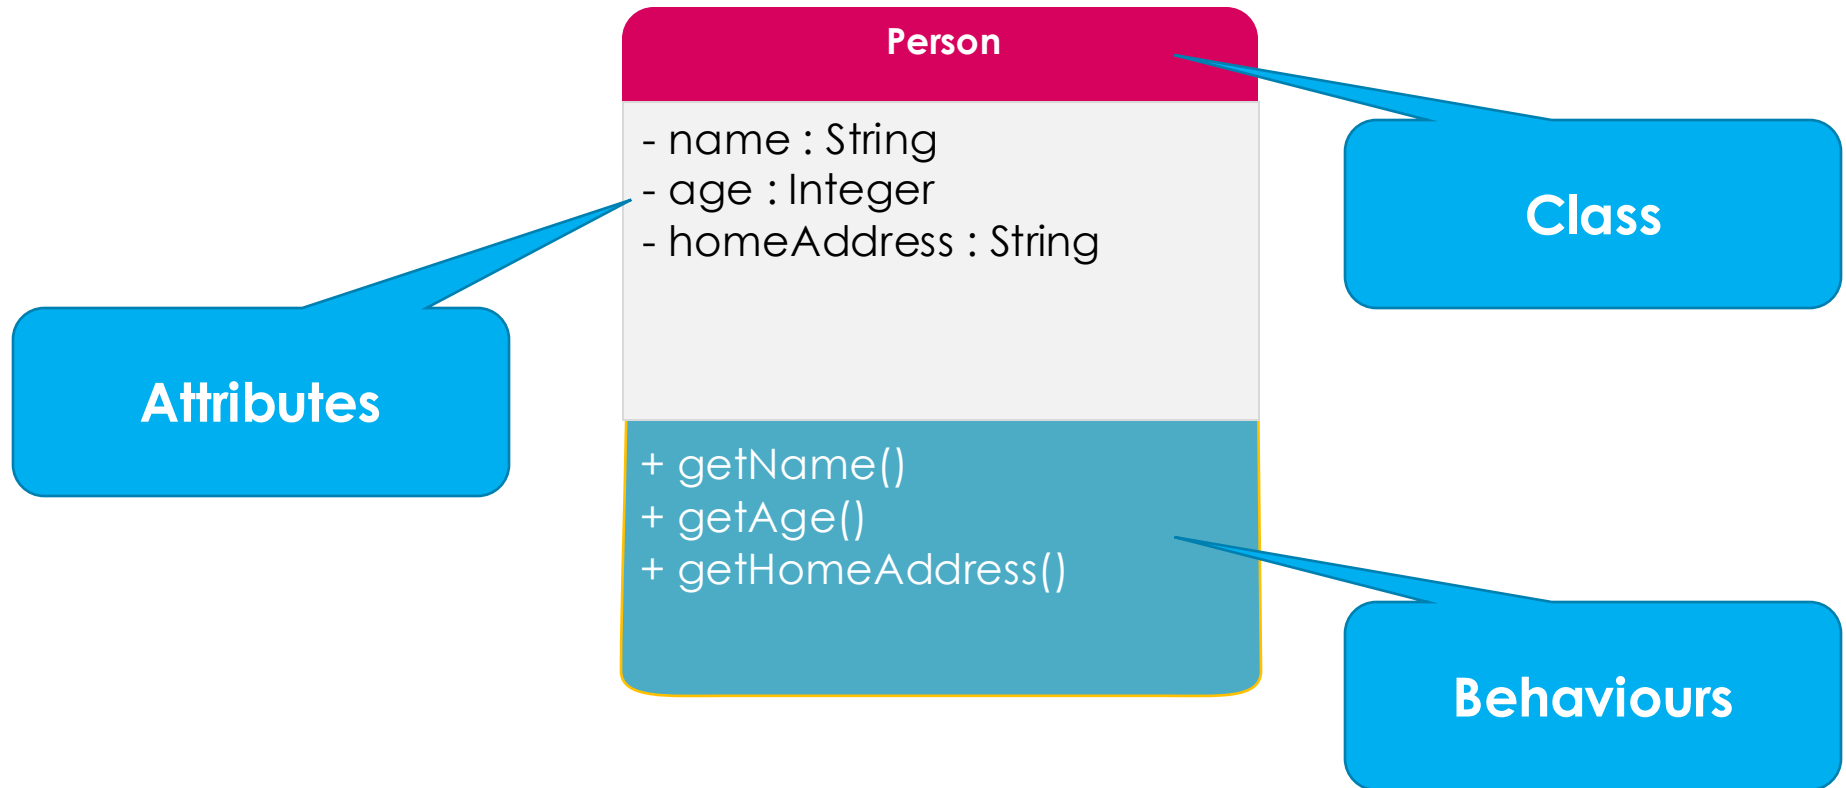 Person
- name : String
- age : Integer
- homeAddress : String
Class
Attributes
+ getName()
+ getAge()
+ getHomeAddress()
Behaviours